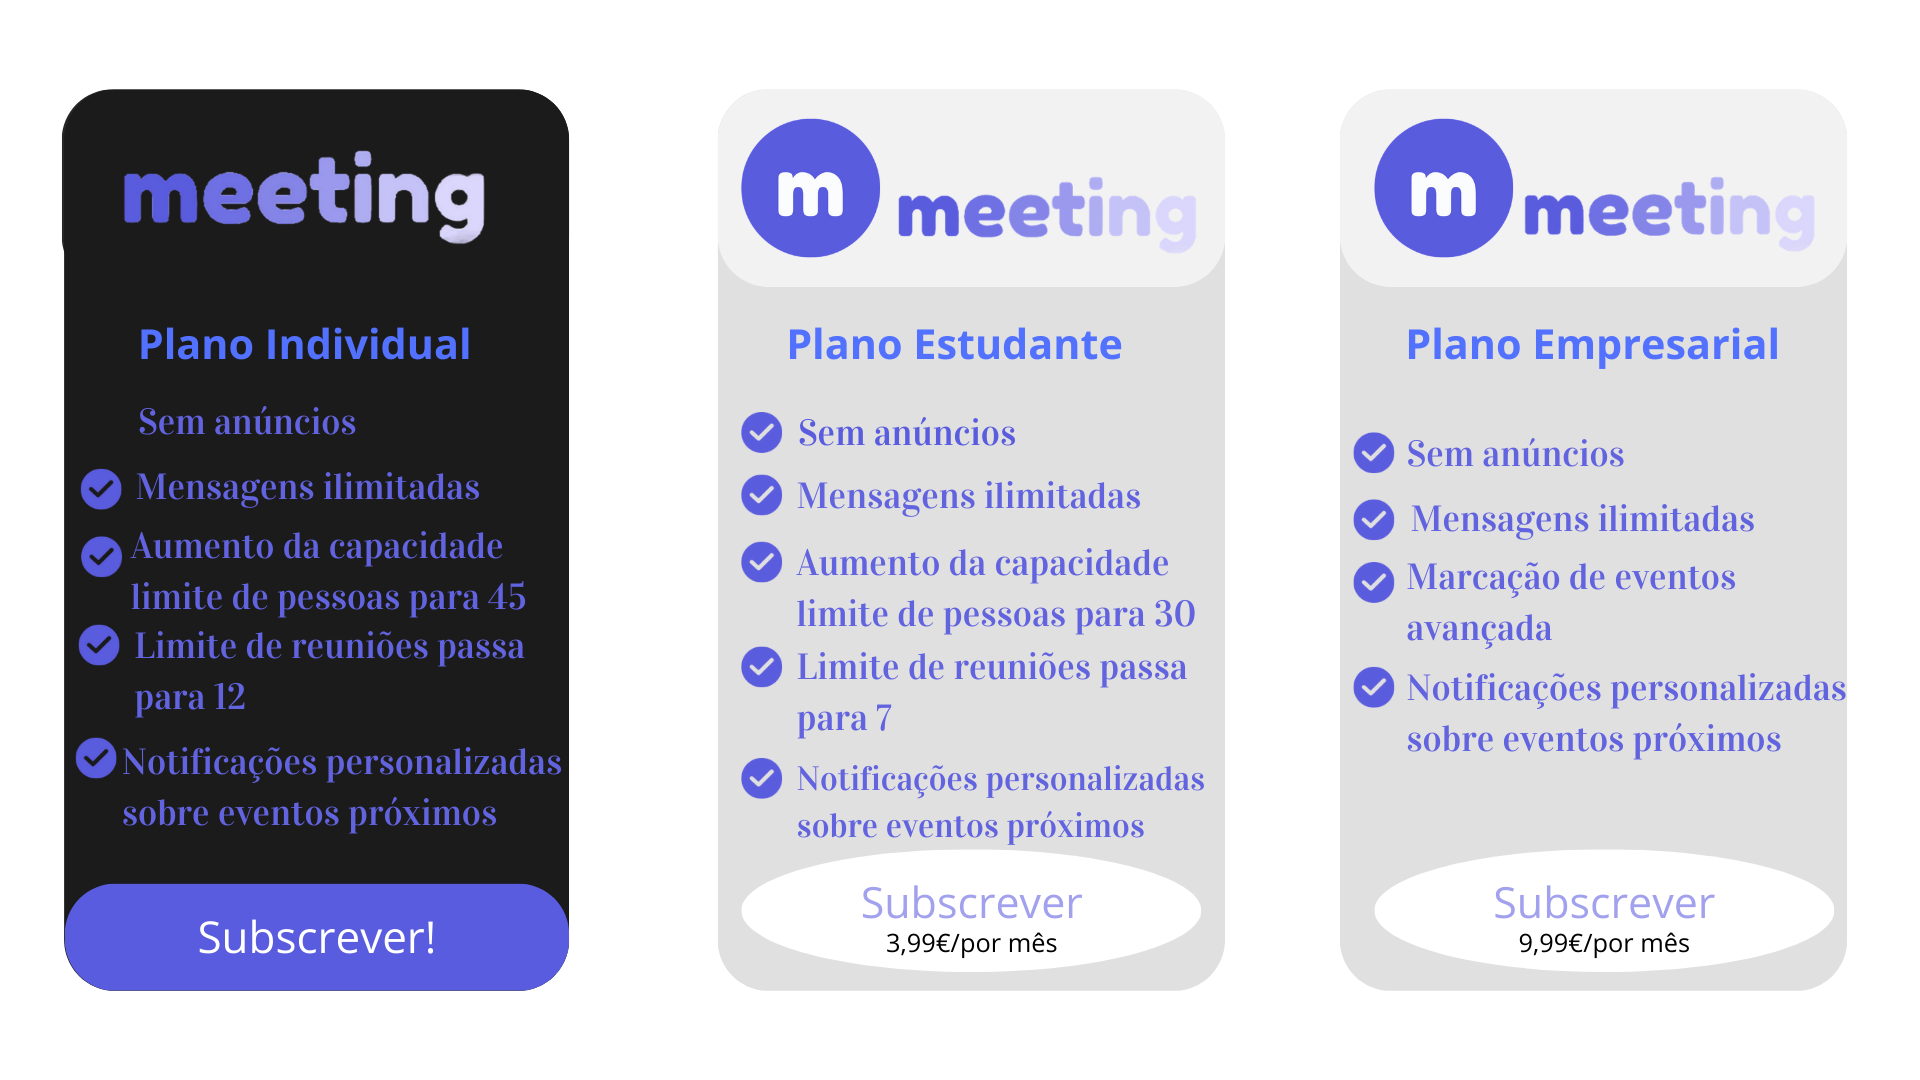 meeting
Plano Individual
Sem anúncios
Mensagens ilimitadas
Aumento da capacidade
limite de pessoas para 45
Limite de reuniões passa
para 12
Notificações personalizadas
sobre eventos próximos
Subscrever!
m
meeting
Plano Estudante
Sem anúncios
Mensagens ilimitadas
Aumento da capacidade
limite de pessoas para 30
Limite de reuniões passa
para 7
Notificações personalizadas
sobre eventos próximos
Subscrever
3,99€/por mês
m
meeting
Plano Empresarial
Sem anúncios
Mensagens ilimitadas
Marcação de eventos
avançada
Notificações personalizadas
sobre eventos próximos
Subscrever
9,99€/por mês